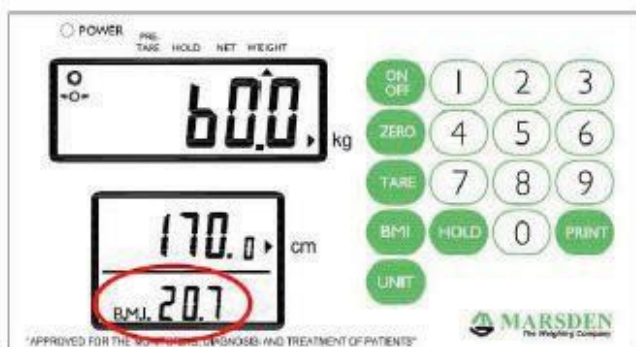 POWER
PRE-
TARE HOLD NET WEIGHT
60.0 kg
170.0 cm
B.M.I. 20.7
ON
OFF
1 2 3
ZERO 4 5 6
TARE 7 8 9
BMI HOLD 0 PRINT
UNIT
MARSDEN
The Weighing Company
"APPROVED FOR THE MONITORING, DIAGNOSIS AND TREATMENT OF PATIENTS"